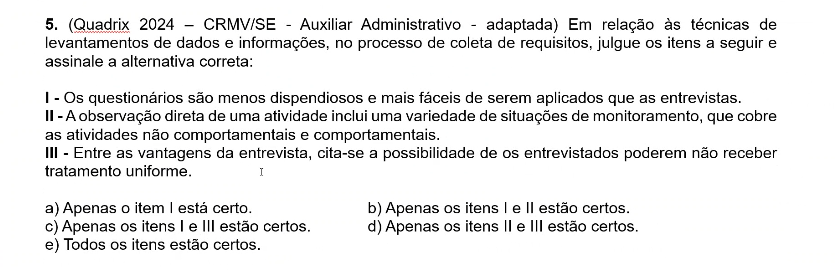 5. (Quadrix 2024 – CRMV/SE - Auxiliar Administrativo - adaptada) Em relação às técnicas de
levantamentos de dados e informações, no processo de coleta de requisitos, julgue os itens a seguir e
assinale a alternativa correta:
I - Os questionários são menos dispendiosos e mais fáceis de serem aplicados que as entrevistas.
II - A observação direta de uma atividade inclui uma variedade de situações de monitoramento, que cobre
as atividades não comportamentais e comportamentais.
III - Entre as vantagens da entrevista, cita-se a possibilidade de os entrevistados poderem não receber
tratamento uniforme.
a) Apenas o item I está certo. b) Apenas os itens I e II estão certos.
c) Apenas os itens I e III estão certos. d) Apenas os itens II e III estão certos.
e) Todos os itens estão certos.